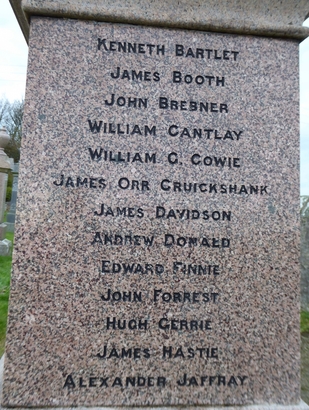 KENNETH BARTLET
JAMES BOOTH
JOHN BREBNER
WILLIAM CANTLAY
WILLIAM G. COWIE
JAMES ORR CRUICKSHANK
JAMES DAVIDSON
ANDREW DONALD
EDWARD FINNIE
JOHN FORREST
HUGH GERRIE
JAMES HASTIE
ALEXANDER JAFFRAY